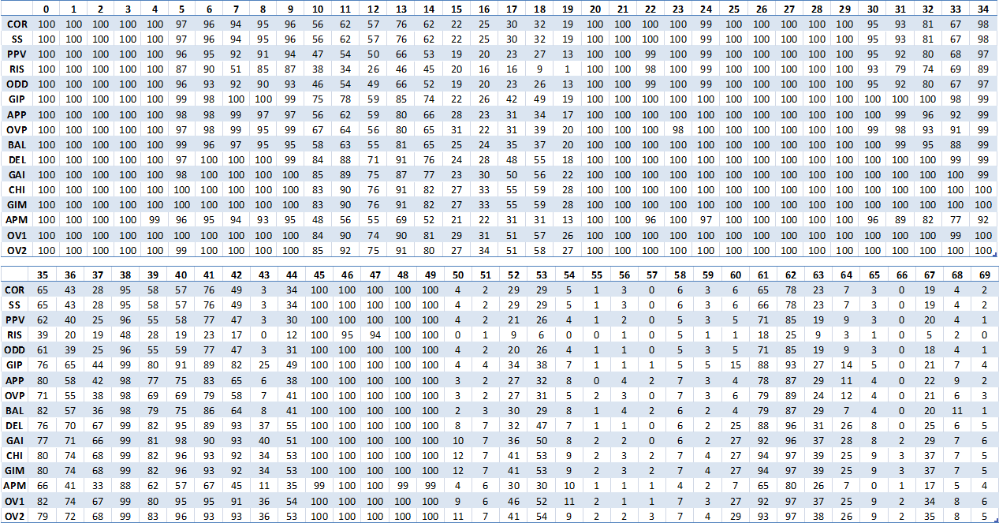 0 1 2 3 4 5 6 7 8 9 10 11 12 13 14 15 16 17 18 19 20 21 22 23 24 25 26 27 28 29 30 31 32 33 34
COR 100 100 100 100 100 97 96 94 95 96 56 62 57 76 62 22 25 30 32 19 100 100 100 100 99 100 100 100 100 100 95 93 81 67 98
SS 100 100 100 100 100 97 96 94 95 96 56 62 57 76 62 22 25 30 32 19 100 100 100 100 99 100 100 100 100 100 95 93 81 67 98
PPV 100 100 100 100 100 96 95 92 91 94 47 54 50 66 53 19 20 23 27 13 100 100 99 100 99 100 100 100 100 100 95 92 80 68 97
RIS 100 100 100 100 100 87 90 51 85 87 38 34 26 46 45 20 16 16 9 1 100 100 98 100 99 100 100 100 100 100 93 79 74 69 89
ODD 100 100 100 100 100 96 93 92 90 93 46 54 49 66 52 19 20 23 26 13 100 100 99 100 99 100 100 100 100 100 95 92 80 67 97
GIP 100 100 100 100 100 99 98 100 100 99 75 78 59 85 74 22 26 42 49 19 100 100 100 100 100 100 100 100 100 100 100 100 100 98 99
APP 100 100 100 100 100 98 98 99 97 97 56 62 59 80 66 28 23 31 34 17 100 100 100 100 100 100 100 100 100 100 100 99 96 92 99
OVP 100 100 100 100 100 97 98 99 95 99 67 64 56 80 65 31 22 31 39 20 100 100 100 98 100 100 100 100 100 100 99 98 93 91 99
BAL 100 100 100 100 100 99 96 97 95 95 58 63 55 81 65 25 24 35 37 20 100 100 100 100 100 100 100 100 100 100 100 99 95 88 99
DEL 100 100 100 100 100 97 100 100 100 99 84 88 71 91 76 24 28 48 55 18 100 100 100 100 100 100 100 100 100 100 100 100 100 99 99
GAI 100 100 100 100 100 98 100 100 100 100 85 89 75 87 77 23 30 50 56 22 100 100 100 100 100 100 100 100 100 100 100 100 100 100 99
CHI 100 100 100 100 100 100 100 100 100 100 83 90 76 91 82 27 33 55 59 28 100 100 100 100 100 100 100 100 100 100 100 100 100 100 100
GIM 100 100 100 100 100 100 100 100 100 100 83 90 76 91 82 27 33 55 59 28 100 100 100 100 100 100 100 100 100 100 100 100 100 100 100
APM 100 100 100 100 99 96 95 94 93 95 48 56 55 69 52 21 22 31 31 13 100 100 96 100 97 100 100 100 100 100 96 89 82 77 92
OV1 100 100 100 100 100 100 100 100 100 100 84 90 74 90 81 29 31 51 57 26 100 100 100 100 100 100 100 100 100 100 100 100 100 99 100
OV2 100 100 100 100 100 99 100 100 100 100 85 92 75 91 80 27 34 51 58 27 100 100 100 100 100 100 100 100 100 100 100 100 100 100 100
35 36 37 38 39 40 41 42 43 44 45 46 47 48 49 50 51 52 53 54 55 56 57 58 59 60 61 62 63 64 65 66 67 68 69
COR 65 43 28 95 58 57 76 49 3 34 100 100 100 100 100 4 2 29 29 5 1 3 0 6 3 6 65 78 23 7 3 0 19 4 2
SS 65 43 28 95 58 57 76 49 3 34 100 100 100 100 100 4 2 29 29 5 1 3 0 6 3 6 66 78 23 7 3 0 19 4 2
PPV 62 40 25 96 55 58 77 47 3 30 100 100 100 100 100 4 2 21 26 4 1 2 0 5 3 5 71 85 19 9 3 0 20 4 1
RIS 39 20 19 48 28 19 23 17 0 12 100 95 94 100 100 0 1 9 6 0 0 1 0 5 1 1 18 25 9 3 1 0 5 2 0
ODD 61 39 25 96 55 59 77 47 3 31 100 100 100 100 100 4 2 20 26 4 1 1 0 5 3 5 71 85 19 9 3 0 18 4 1
GIP 76 65 44 99 80 91 89 82 25 49 100 100 100 100 100 4 4 34 38 7 1 1 1 5 5 15 88 93 27 14 5 0 21 7 4
APP 80 58 42 98 77 75 83 65 6 38 100 100 100 100 100 3 2 27 32 8 0 4 2 7 3 4 78 87 29 11 4 0 22 9 2
OVP 71 55 38 98 69 69 79 58 7 41 100 100 100 100 100 3 2 27 31 5 2 3 0 7 3 6 79 89 24 12 4 0 21 6 3
BAL 82 57 36 98 79 75 86 64 8 41 100 100 100 100 100 2 3 30 29 8 1 4 2 6 2 4 79 87 29 7 4 0 20 11 1
DEL 76 70 67 99 82 95 89 93 37 55 100 100 100 100 100 8 7 32 47 7 1 1 0 6 2 25 88 96 31 26 8 0 25 6 5
GAI 77 71 66 99 81 98 90 93 40 51 100 100 100 100 100 10 7 36 50 8 2 2 0 6 2 27 92 96 37 28 8 2 29 7 6
CHI 80 74 68 99 82 96 93 92 34 53 100 100 100 100 100 12 7 41 53 9 2 3 2 7 4 27 94 97 39 25 9 3 37 7 5
GIM 80 74 68 99 82 96 93 92 34 53 100 100 100 100 100 12 7 41 53 9 2 3 2 7 4 27 94 97 39 25 9 3 37 7 5
APM 66 41 33 88 62 57 67 45 11 35 99 100 100 99 99 4 6 30 30 10 1 1 1 4 2 7 65 80 26 7 0 1 17 5 4
OV1 82 74 67 99 80 95 95 91 36 54 100 100 100 100 100 9 6 46 52 11 2 1 1 7 3 27 92 97 37 25 9 2 34 8 6
OV2 79 72 68 99 83 96 93 93 36 53 100 100 100 100 100 11 7 41 54 9 2 2 3 7 4 29 93 97 38 26 9 2 35 8 5